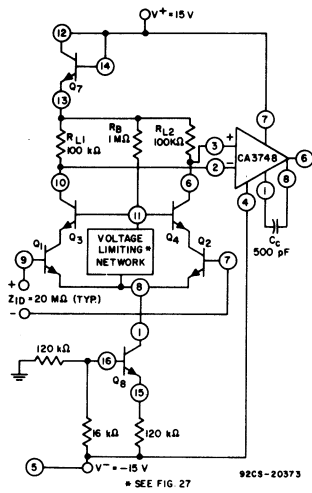 V⁺= 15 V
12
14
Q7
7
13
RL1
100 kΩ
RB
1MΩ
RL2
100KΩ
3
+
CA3748
6
2
−
10
6
4
1
8
CC
500 pF
11
Q3
Q4
Q1
Q2
VOLTAGE
LIMITING *
NETWORK
9
7
+
ZID = 20 MΩ (TYP.)
−
8
1
120 kΩ
16
Q8
15
16 kΩ
120 kΩ
5
V⁻ = −15 V
92CS-20373
* SEE FIG. 27